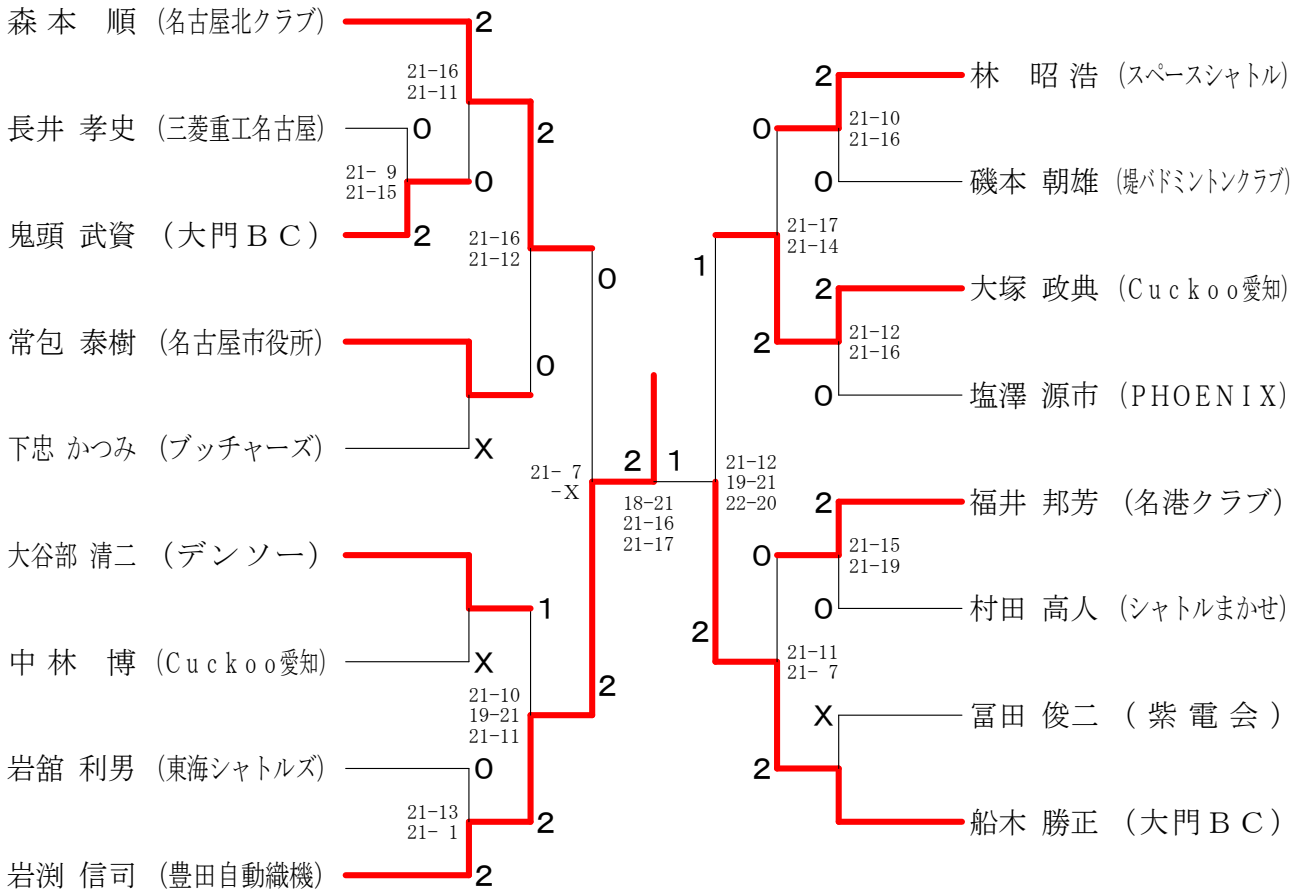 森本 順 (名古屋北クラブ)
2
21-16
21-11
長井 孝史 (三菱重工名古屋)
0
21- 9
21-15
0
鬼頭 武資 (大門BC)
2
2
21-16
21-12
0
常包 泰樹 (名古屋市役所)
0
下忠 かつみ (ブッチャーズ)
X
21- 7
-X
2
1
18-21
21-16
21-17
大谷部 清二 (デンソー)
1
中林 博 (Cuckoo愛知)
X
21-10
19-21
21-11
2
岩舘 利男 (東海シャトルズ)
0
21-13
21- 1
2
岩渕 信司 (豊田自動織機)
2
2
林 昭浩 (スペースシャトル)
0
21-10
21-16
0
磯本 朝雄 (堤バドミントンクラブ)
21-17
21-14
1
2
大塚 政典 (Cuckoo愛知)
2
21-12
21-16
0
塩澤 源市 (PHOENIX)
21-12
19-21
22-20
2
福井 邦芳 (名港クラブ)
0
21-15
21-19
0
村田 高人 (シャトルまかせ)
2
21-11
21- 7
X
冨田 俊二 (紫電会)
2
船木 勝正 (大門BC)